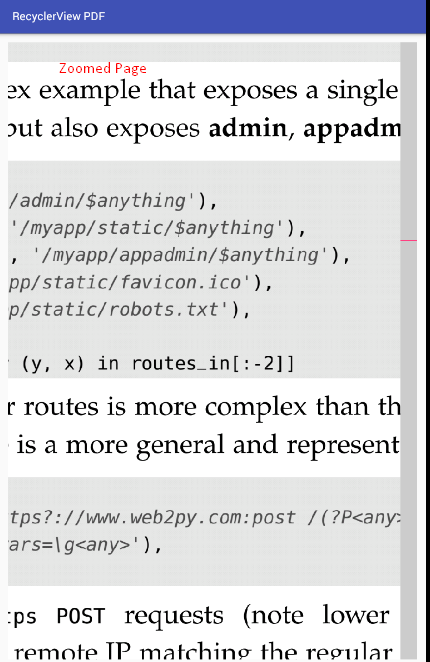 RecyclerView PDF
Zoomed Page
ex example that exposes a single
but also exposes admin, appadm
/admin/$anything'),
'/myapp/static/$anything'),
, '/myapp/appadmin/$anything'),
pp/static/favicon.ico'),
p/static/robots.txt'),
(y, x) in routes_in[:-2]]
r routes is more complex than th
is a more general and represent
tps?://www.web2py.com:post /(?P<any>
ars=\g<any>'),
tps POST requests (note lower
remote IP matching the regular